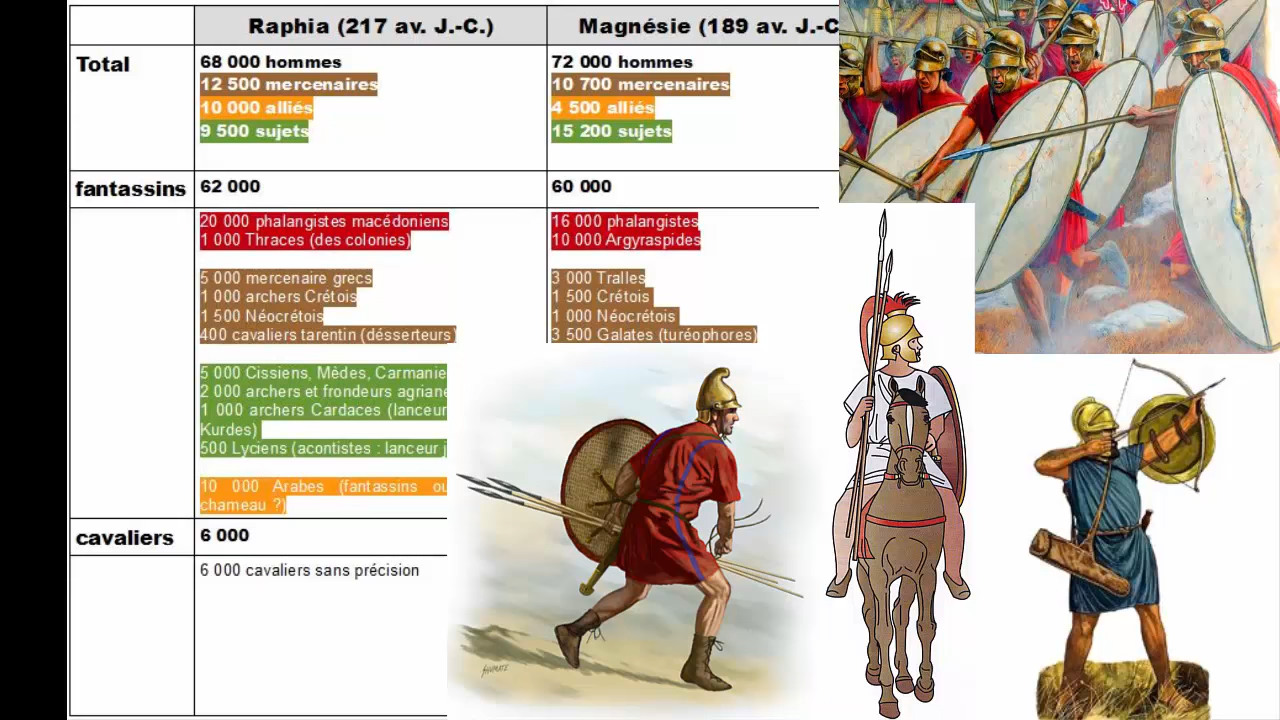 Raphia (217 av. J.-C.)
Magnésie (189 av. J.-C
Total
68 000 hommes
12 500 mercenaires
10 000 alliés
9 500 sujets
72 000 hommes
10 700 mercenaires
4 500 alliés
15 200 sujets
fantassins
62 000
60 000
20 000 phalangistes macédoniens
1 000 Thraces (des colonies)
5 000 mercenaire grecs
1 000 archers Crétois
1 500 Néocrétois
400 cavaliers tarentin (désserteurs)
5 000 Cissiens, Mèdes, Carmanie
2 000 archers et frondeurs agriane
1 000 archers Cardaces (lanceur
Kurdes)
500 Lyciens (acontistes : lanceur j
10 000 Arabes (fantassins ou
chameau ?)
16 000 phalangistes
10 000 Argyraspides
3 000 Tralles
1 500 Crétois
1 000 Néocrétois
3 500 Galates (turéophores)
cavaliers
6 000
6 000 cavaliers sans précision